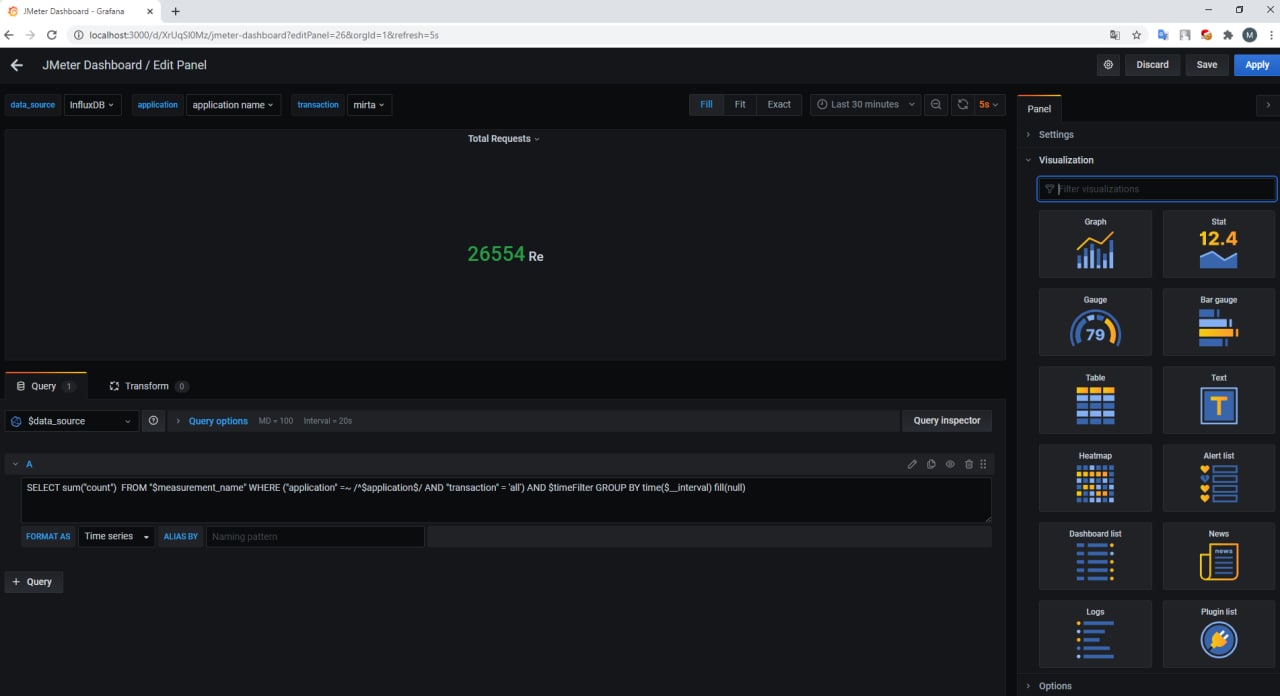 JMeter Dashboard - Grafana
localhost:3000/d/XrUqSl0Mz/jmeter-dashboard?editPanel=26&orgId=1&refresh=5s
M
JMeter Dashboard / Edit Panel
Discard
Save
Apply
data_source InfluxDB application application name transaction mirta
Fill Fit Exact Last 30 minutes 5s
Panel
Total Requests
26554 Re
Settings
Visualization
Filter visualizations
Graph
Stat
12.4
Gauge
79
Bar gauge
Table
Text
T
Heatmap
Alert list
Dashboard list
News
news
Logs
Plugin list
Options
Query 1 Transform 0
$data_source Query options MD = 100 Interval = 20s Query inspector
A
SELECT sum("count") FROM "$measurement_name" WHERE ("application" =~ /^$application$/ AND "transaction" = 'all') AND $timeFilter GROUP BY time($__interval) fill(null)
FORMAT AS Time series ALIAS BY Naming pattern
+ Query